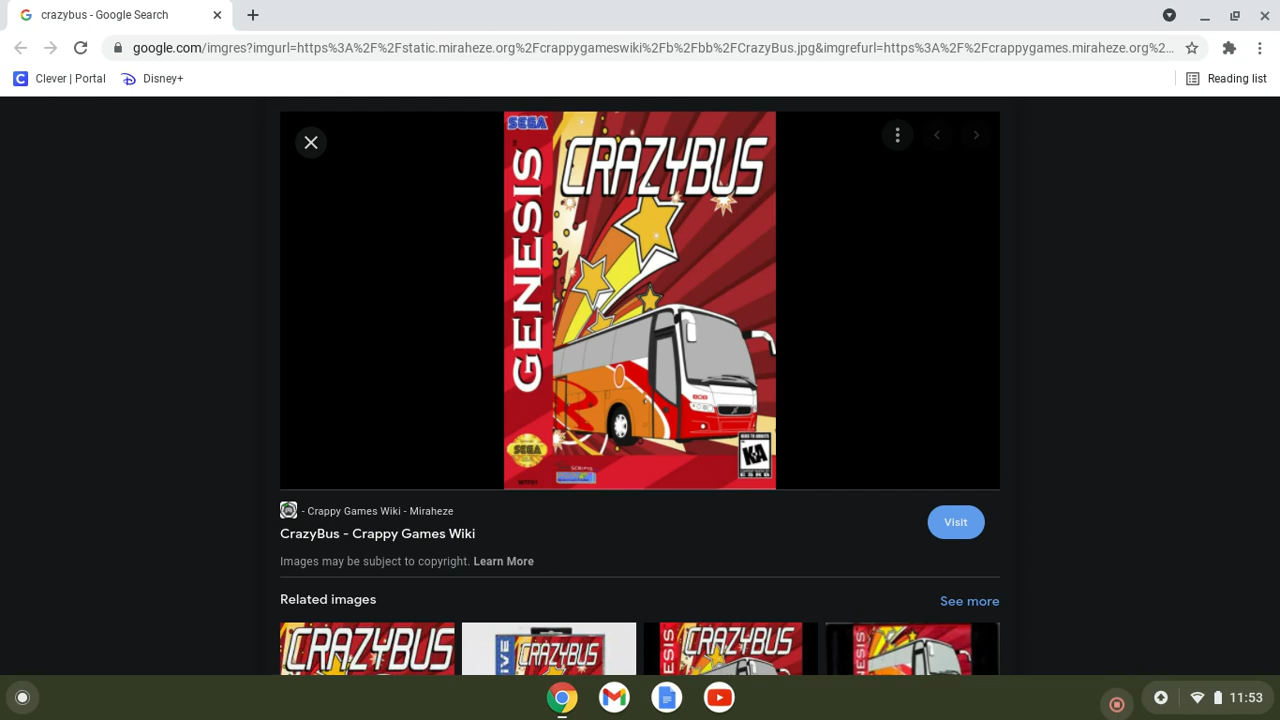 crazybus - Google Search
google.com/imgres?imgurl=https%3A%2F%2Fstatic.miraheze.org%2Fcrappygameswiki%2Fb%2Fbb%2FCrazyBus.jpg&imgrefurl=https%3A%2F%2Fcrappygames.miraheze.org%2...
Clever | Portal
Disney+
Reading list
SEGA
CRAZYBUS
GENESIS
BOB
SEGA
K-A
- Crappy Games Wiki - Miraheze
CrazyBus - Crappy Games Wiki
Visit
Images may be subject to copyright. Learn More
Related images
See more
CRAZYBUS
CRAZYBUS
CRAZYBUS
11:53